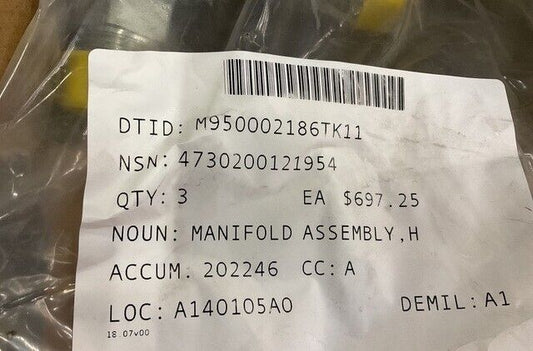 DTID: M950002186TK11
NSN: 4730200121954
QTY: 3 EA $697.25
NOUN: MANIFOLD ASSEMBLY,H
ACCUM. 202246 CC: A
LOC: A140105A0 DEMIL: A1
18.07v00